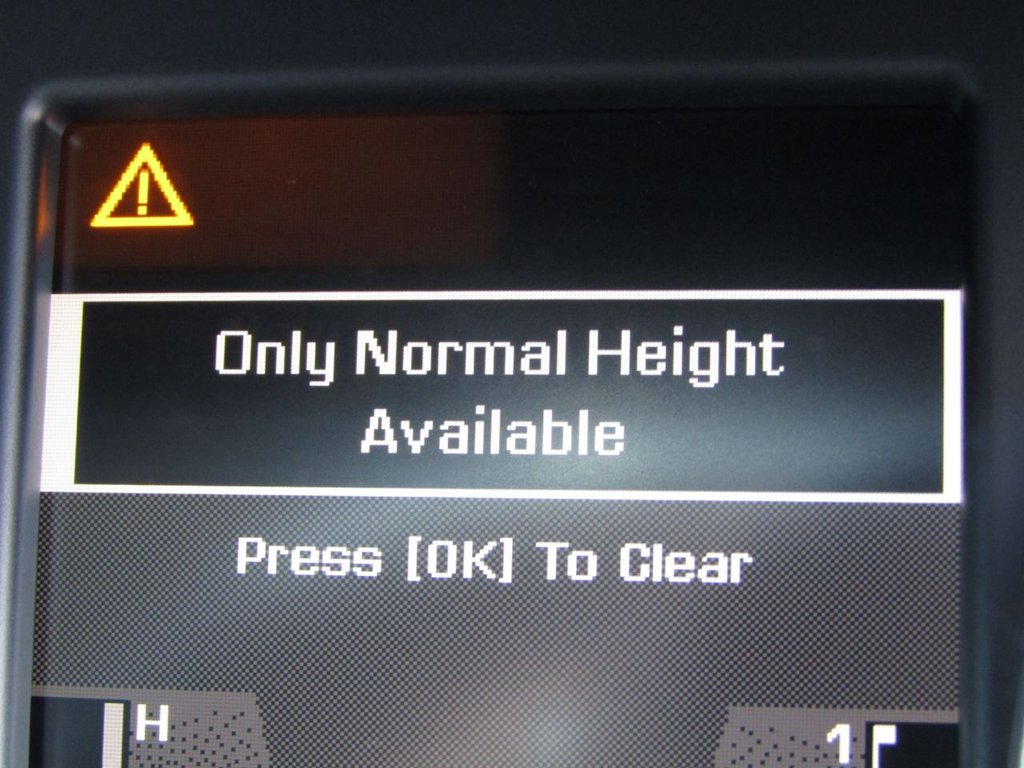 !
Only Normal Height
Available
Press [OK] To Clear
H
1